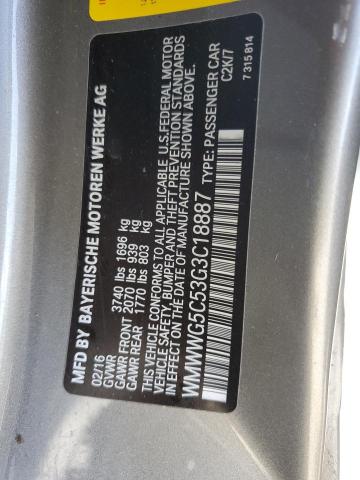 MFD BY BAYERISCHE MOTOREN WERKE AG
02/16
GVWR 3740 lbs 1696 kg
GAWR FRONT 2070 lbs 939 kg
GAWR REAR 1770 lbs 803 kg
THIS VEHICLE CONFORMS TO ALL APPLICABLE U.S.FEDERAL MOTOR
VEHICLE SAFETY, BUMPER AND THEFT PREVENTION STANDARDS
IN EFFECT ON THE DATE OF MANUFACTURE SHOWN ABOVE.
WMWWG5C53G3C18887 TYPE: PASSENGER CAR
C2K/7
7 315 814